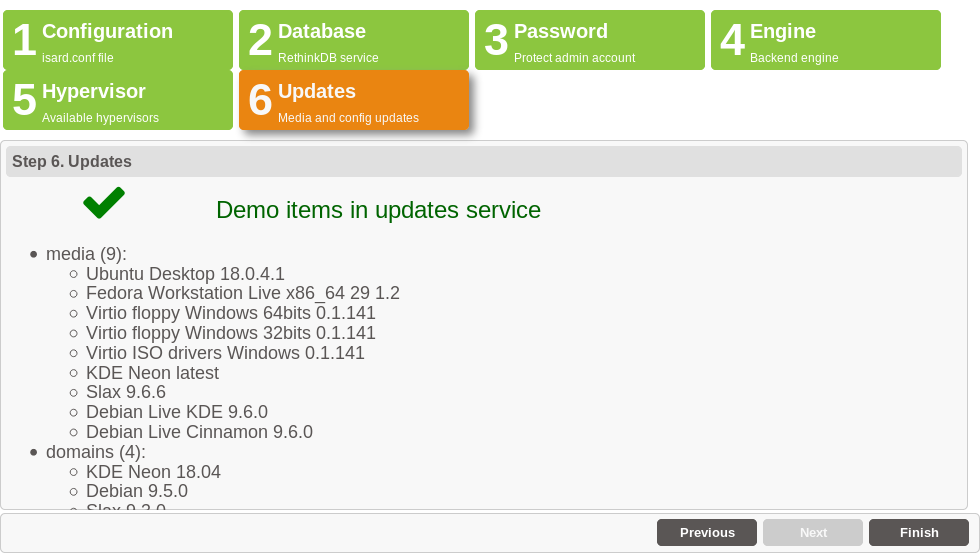 1 Configuration
isard.conf file
2 Database
RethinkDB service
3 Password
Protect admin account
4 Engine
Backend engine
5 Hypervisor
Available hypervisors
6 Updates
Media and config updates
Step 6. Updates
Demo items in updates service
media (9):
Ubuntu Desktop 18.0.4.1
Fedora Workstation Live x86_64 29 1.2
Virtio floppy Windows 64bits 0.1.141
Virtio floppy Windows 32bits 0.1.141
Virtio ISO drivers Windows 0.1.141
KDE Neon latest
Slax 9.6.6
Debian Live KDE 9.6.0
Debian Live Cinnamon 9.6.0
domains (4):
KDE Neon 18.04
Debian 9.5.0
Slax 9.3.0
Previous
Next
Finish